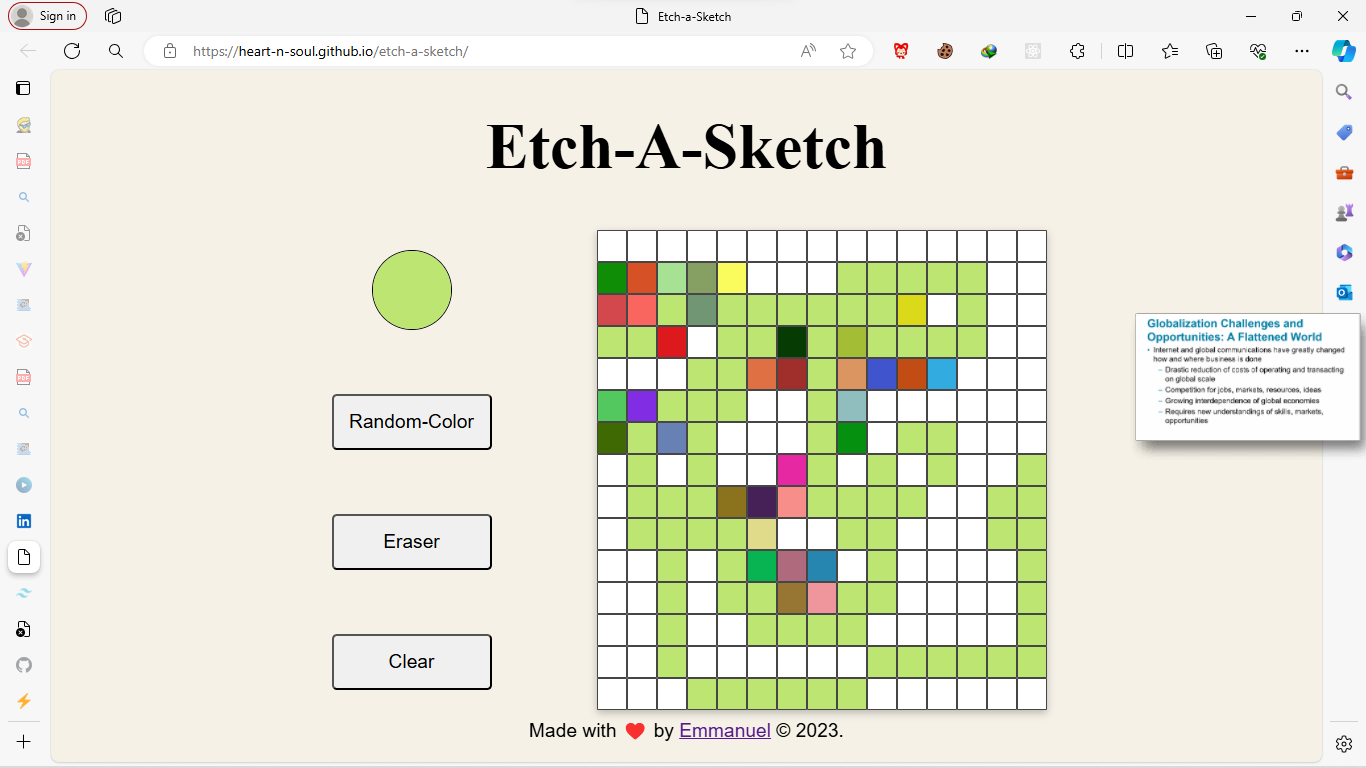 Sign in
Etch-a-Sketch
https://heart-n-soul.github.io/etch-a-sketch/
Etch-A-Sketch
Random-Color
Eraser
Clear
Made with ❤️ by Emmanuel © 2023.
Globalization Challenges and
Opportunities: A Flattened World
• Internet and global communications have greatly changed
how and where business is done
– Drastic reduction of costs of operating and transacting
on global scale
– Competition for jobs, markets, resources, ideas
– Growing interdependence of global economies
– Requires new understandings of skills, markets,
opportunities